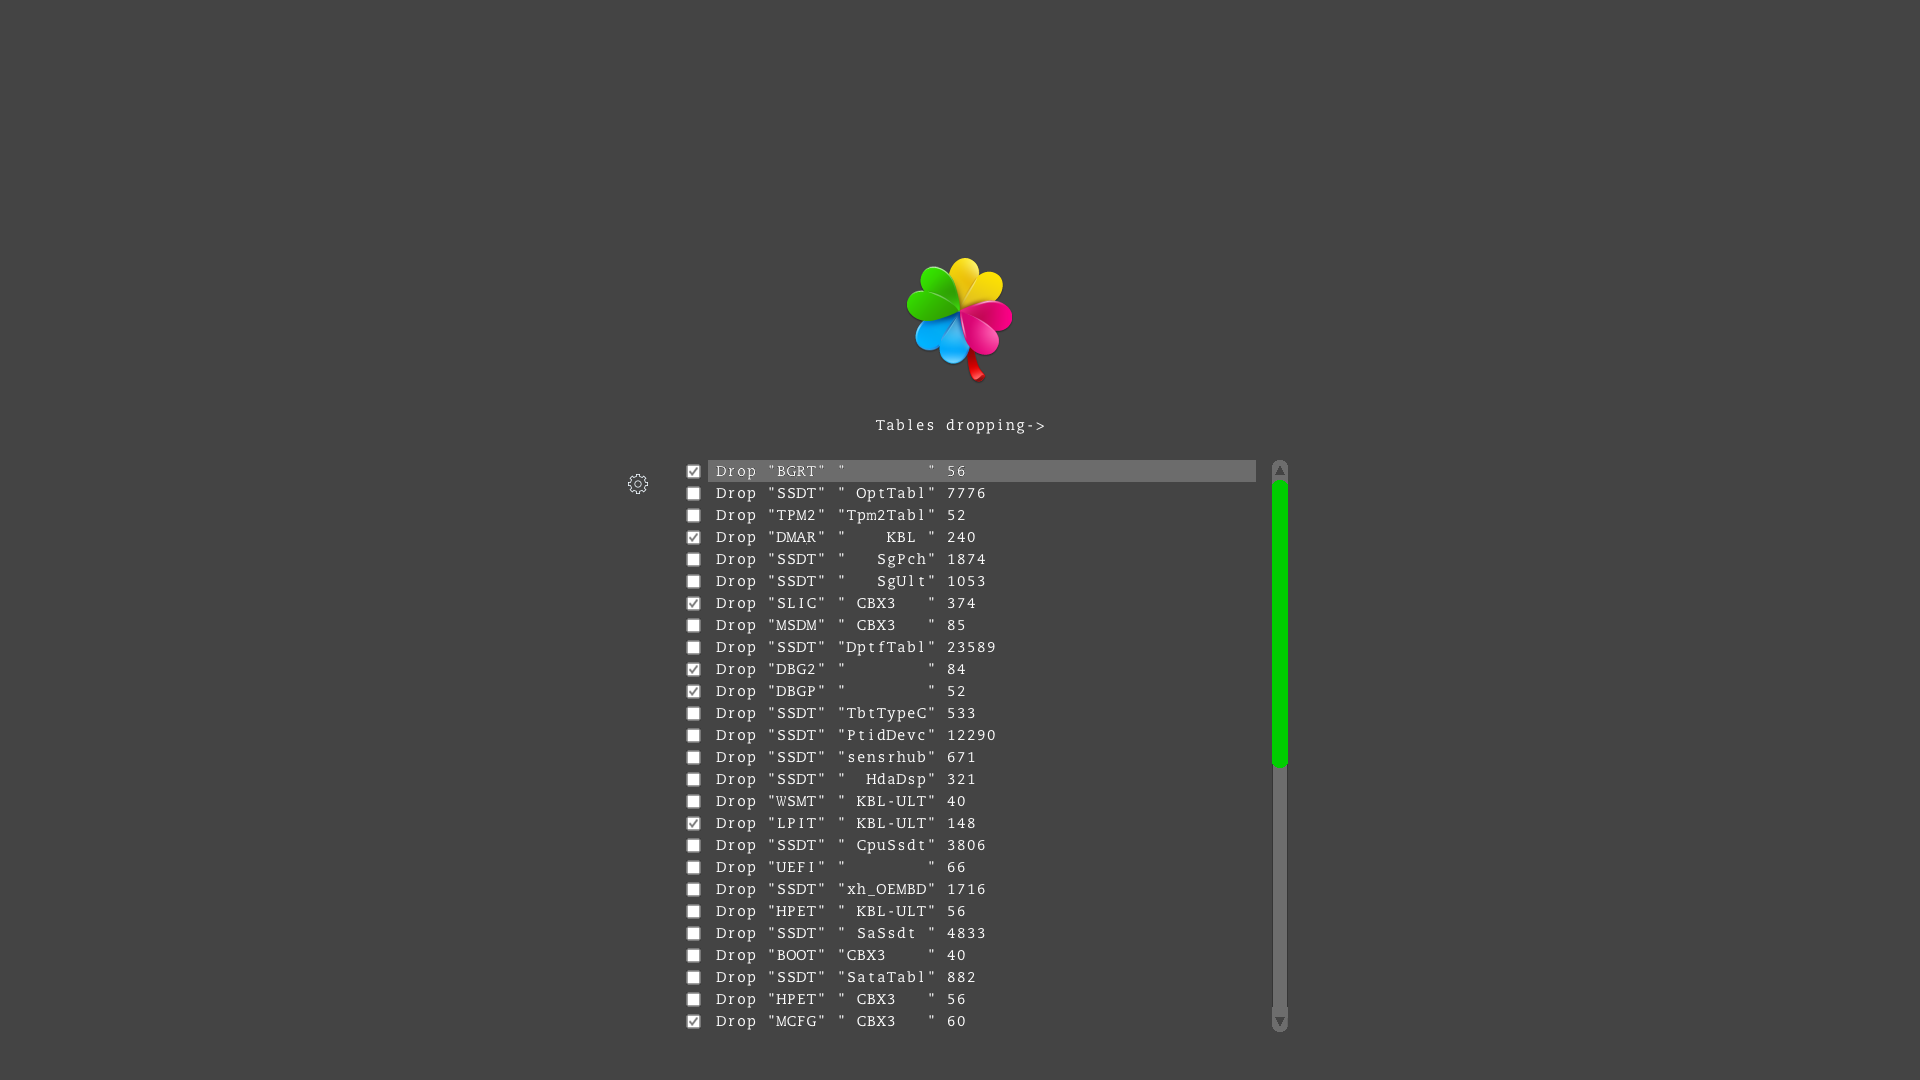 Tables dropping->
Drop "BGRT" "        " 56
Drop "SSDT" " OptTabl" 7776
Drop "TPM2" "Tpm2Tabl" 52
Drop "DMAR" "    KBL " 240
Drop "SSDT" "   SgPch" 1874
Drop "SSDT" "   SgUlt" 1053
Drop "SLIC" " CBX3   " 374
Drop "MSDM" " CBX3   " 85
Drop "SSDT" "DptfTabl" 23589
Drop "DBG2" "        " 84
Drop "DBGP" "        " 52
Drop "SSDT" "TbtTypeC" 533
Drop "SSDT" "PtidDevc" 12290
Drop "SSDT" "sensrhub" 671
Drop "SSDT" "  HdaDsp" 321
Drop "WSMT" " KBL-ULT" 40
Drop "LPIT" " KBL-ULT" 148
Drop "SSDT" " CpuSsdt" 3806
Drop "UEFI" "        " 66
Drop "SSDT" "xh_OEMBD" 1716
Drop "HPET" " KBL-ULT" 56
Drop "SSDT" " SaSsdt " 4833
Drop "BOOT" "CBX3    " 40
Drop "SSDT" "SataTabl" 882
Drop "HPET" " CBX3   " 56
Drop "MCFG" " CBX3   " 60